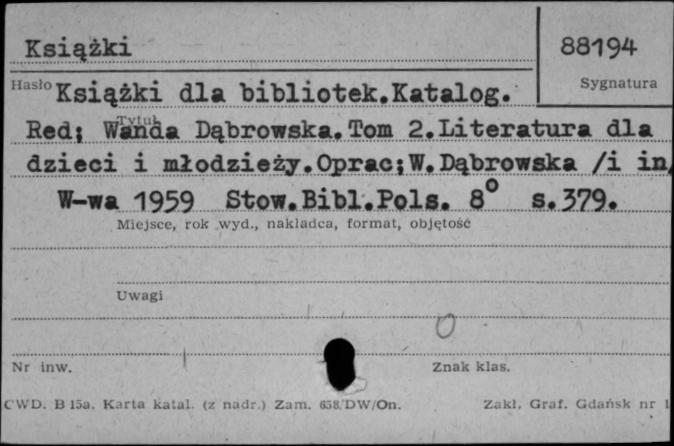 Książki
88194
Hasło
Sygnatura
Książki dla bibliotek.Katalog.
Tytuł
Red; Wanda Dąbrowska.Tom 2.Literatura dla
dzieci i młodzieży.Oprac;W.Dąbrowska /i in/
W-wa 1959 Stow.Bibl.Pols. 8° s.379.
Miejsce, rok wyd., nakładca, format, objętość
Uwagi
Nr inw.
Znak klas.
CWD. B 15a. Karta katal. (z nadr.) Zam. 658/DW/On.
Zakł. Graf. Gdańsk nr 1